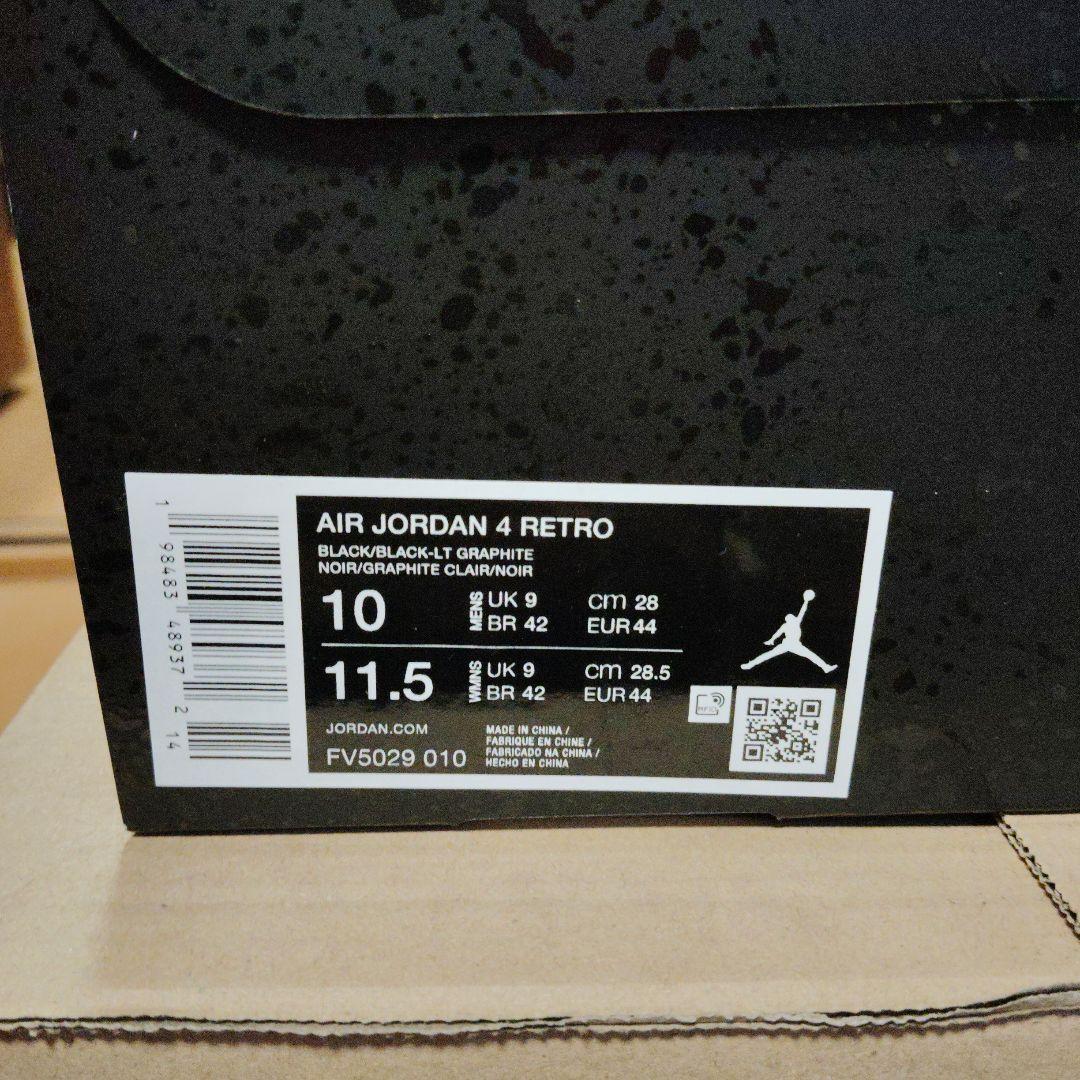 AIR JORDAN 4 RETRO
BLACK/BLACK-LT GRAPHITE
NOIR/GRAPHITE CLAIR/NOIR
10 MENS UK 9 cm 28
BR 42 EUR 44
11.5 WMNS UK 9 cm 28.5
BR 42 EUR 44
JORDAN.COM
FV5029 010
MADE IN CHINA /
FABRIQUE EN CHINE /
FABRICADO NA CHINA /
HECHO EN CHINA
1 98483 48937 2 14